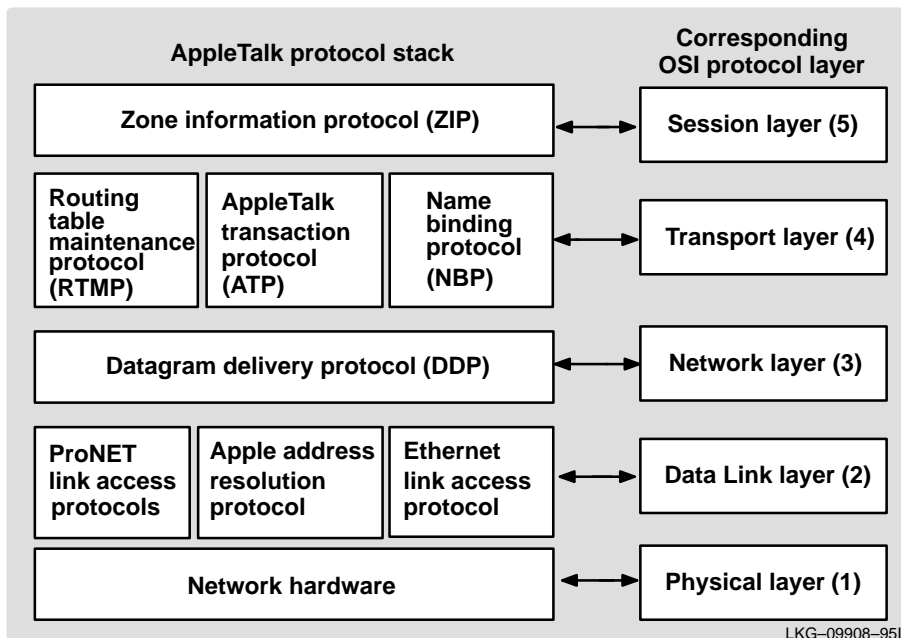 AppleTalk protocol stack
Corresponding
OSI protocol layer
Zone information protocol (ZIP)
Session layer (5)
Routing
table
maintenance
protocol
(RTMP)
AppleTalk
transaction
protocol
(ATP)
Name
binding
protocol
(NBP)
Transport layer (4)
Datagram delivery protocol (DDP)
Network layer (3)
ProNET
link access
protocols
Apple address
resolution
protocol
Ethernet
link access
protocol
Data Link layer (2)
Network hardware
Physical layer (1)
LKG–09908–95I